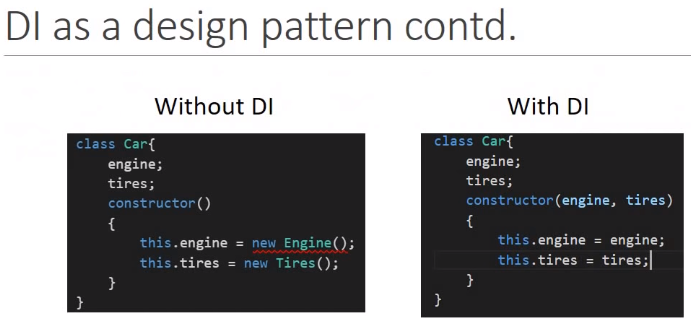 DI as a design pattern contd.
Without DI
class Car{
engine;
tires;
constructor()
{
this.engine = new Engine();
this.tires = new Tires();
}
}
With DI
class Car{
engine;
tires;
constructor(engine, tires)
{
this.engine = engine;
this.tires = tires;
}
}